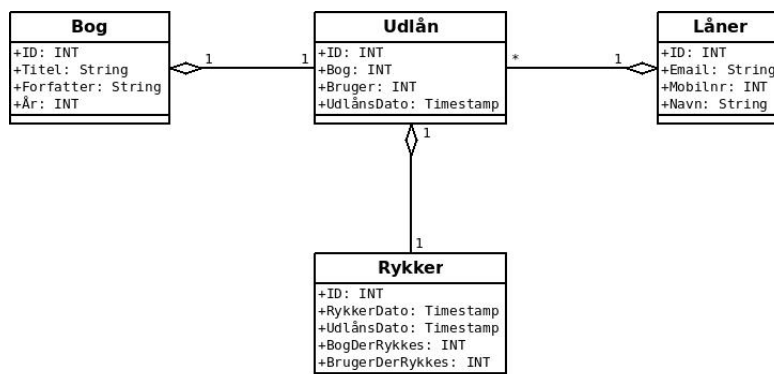 Bog
+ID: INT
+Titel: String
+Forfatter: String
+År: INT
1
1
Udlån
+ID: INT
+Bog: INT
+Bruger: INT
+UdlånsDato: Timestamp
*
1
Låner
+ID: INT
+Email: String
+Mobilnr: INT
+Navn: String
1
1
Rykker
+ID: INT
+RykkerDato: Timestamp
+UdlånsDato: Timestamp
+BogDerRykkes: INT
+BrugerDerRykkes: INT